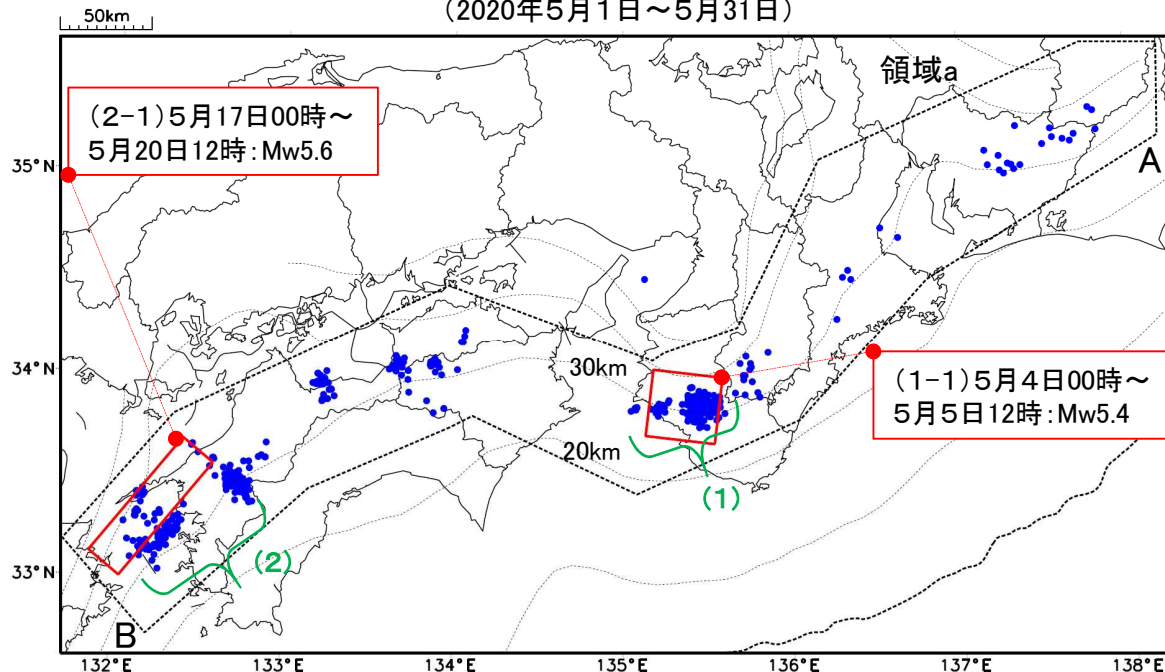 50km
(2020年5月1日～5月31日)
領域a
(2-1)5月17日00時～
5月20日12時:Mw5.6
35°N
A
34°N
30km
(1-1)5月4日00時～
5月5日12時:Mw5.4
20km
(1)
(2)
33°N
B
132°E
133°E
134°E
135°E
136°E
137°E
138°E